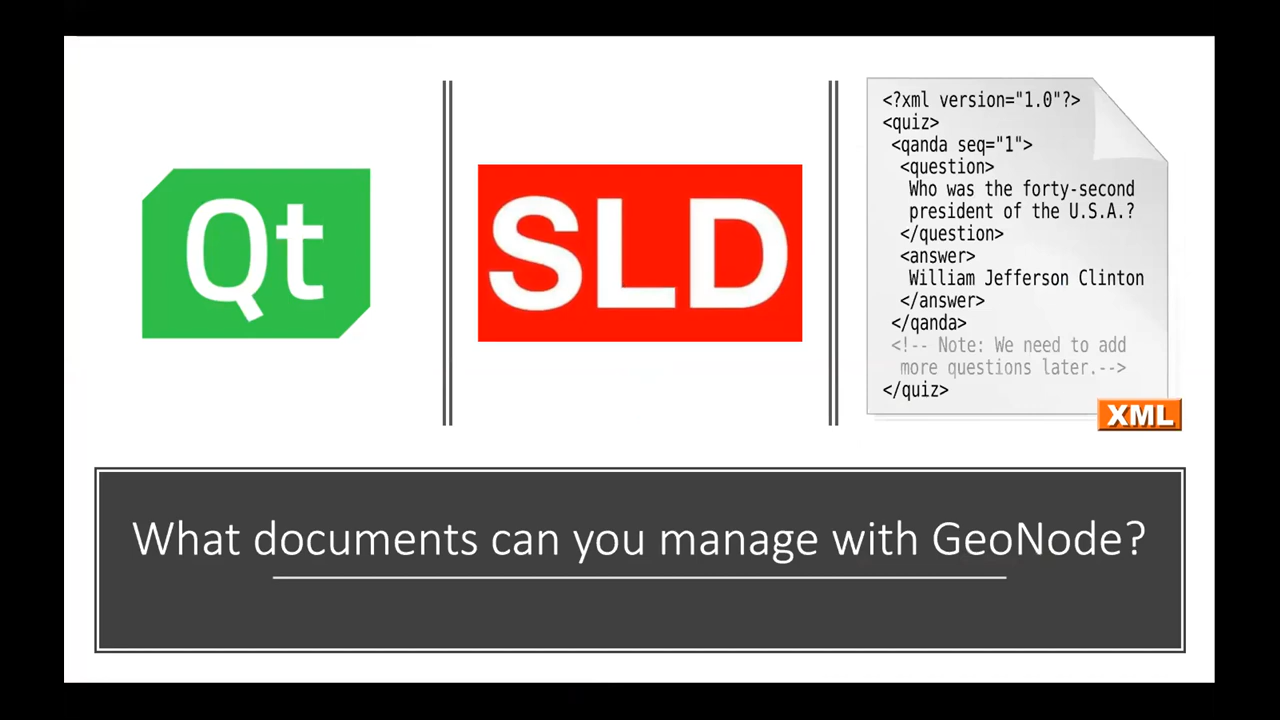 Qt
SLD
<?xml version="1.0"?>
<quiz>
<qanda seq="1">
<question>
Who was the forty-second
president of the U.S.A.?
</question>
<answer>
William Jefferson Clinton
</answer>
</qanda>
<!-- Note: We need to add
more questions later.-->
</quiz>
XML
What documents can you manage with GeoNode?